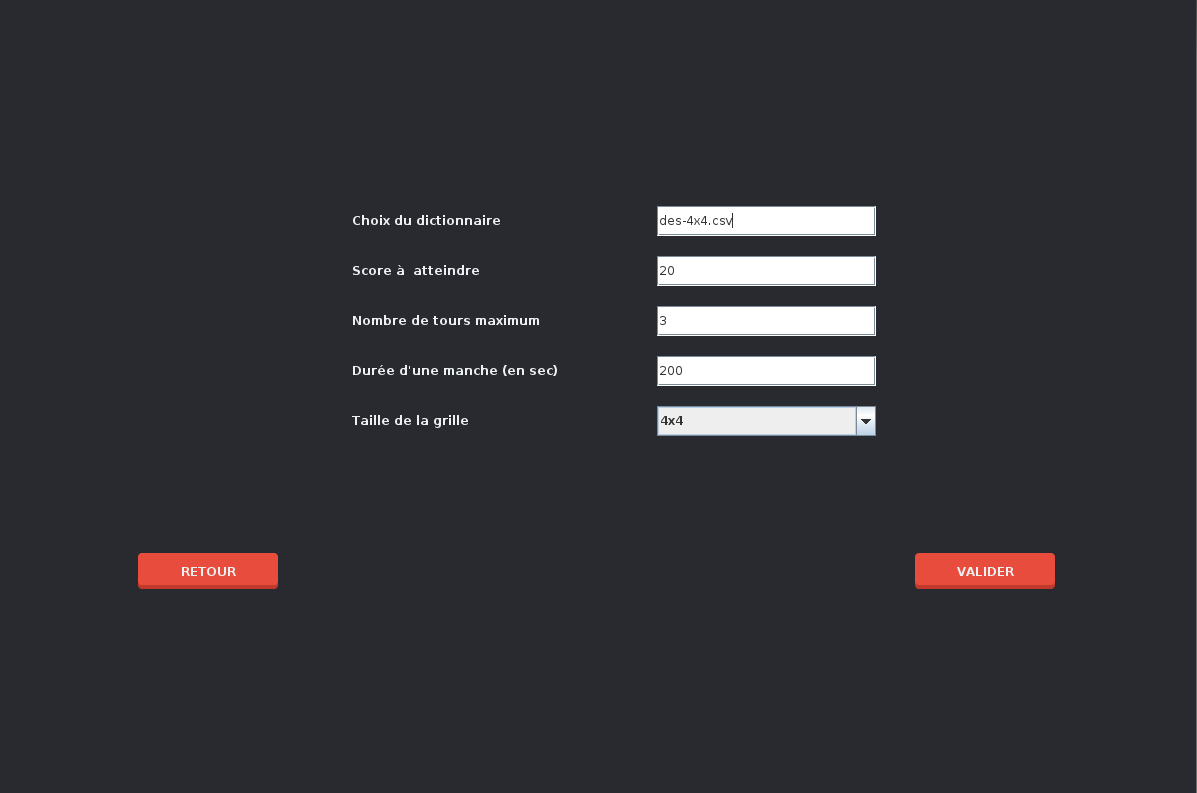 Choix du dictionnaire des-4x4.csv
Score à  atteindre 20
Nombre de tours maximum 3
Durée d'une manche (en sec) 200
Taille de la grille 4x4
RETOUR VALIDER